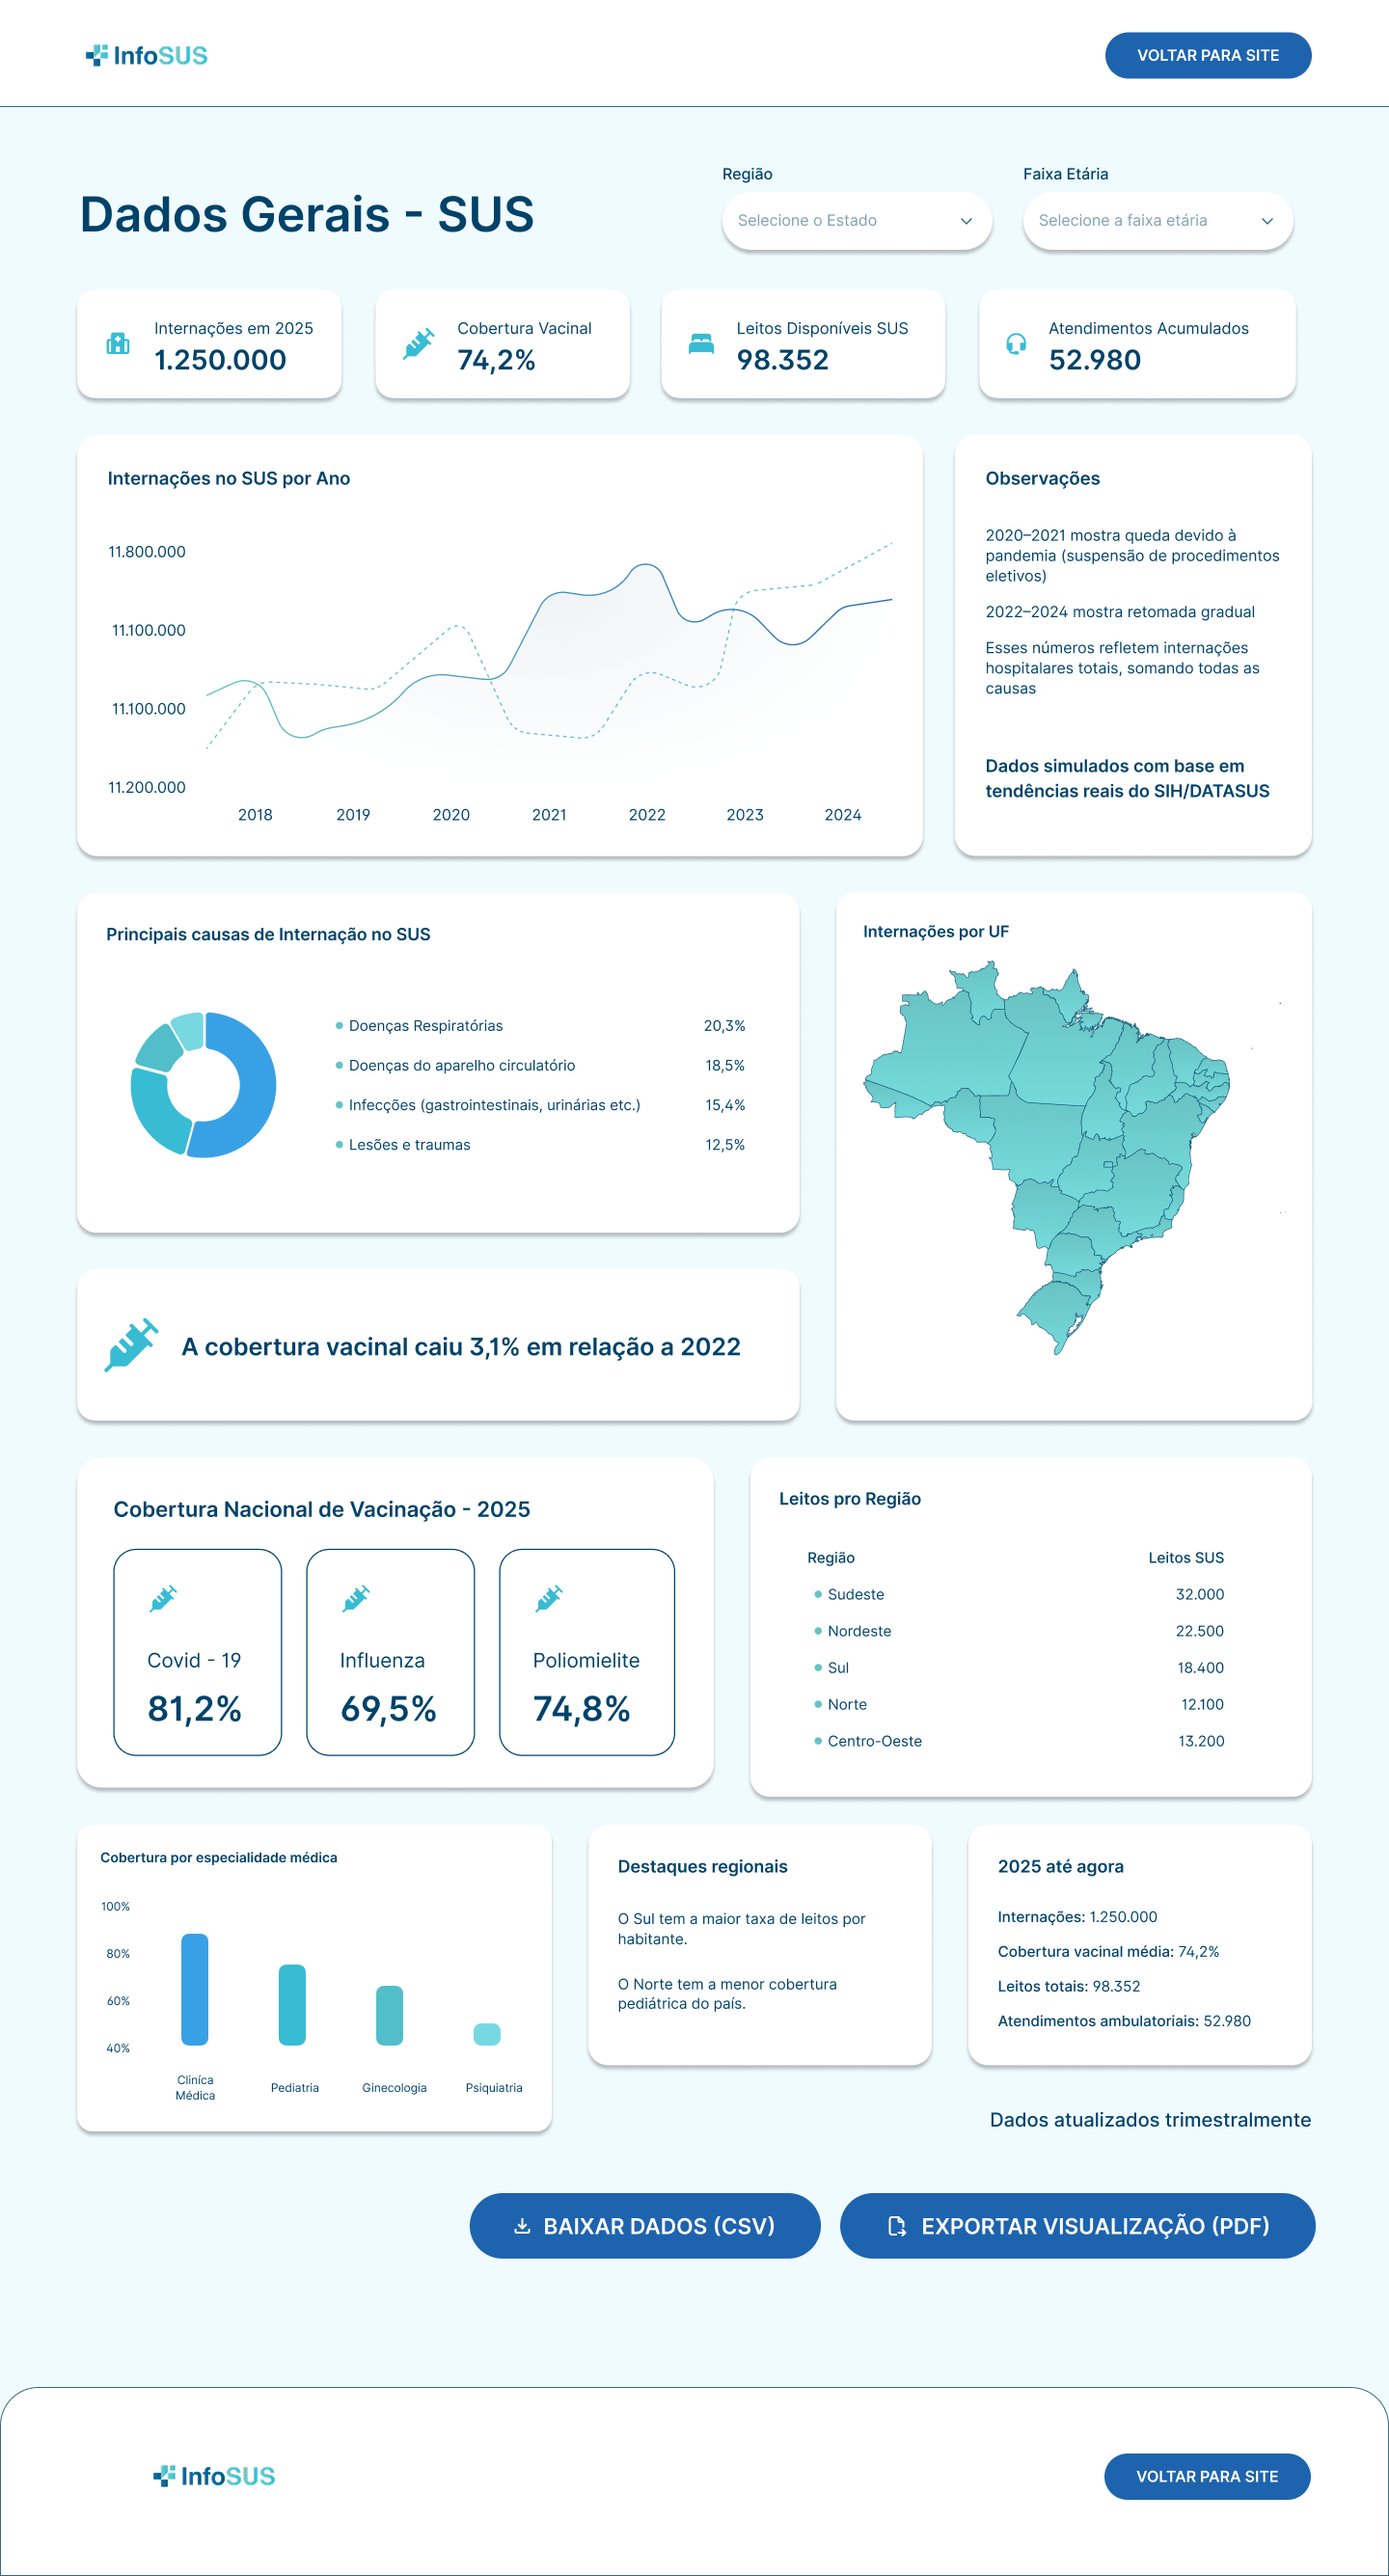 InfoSUS
VOLTAR PARA SITE
Dados Gerais - SUS
Região
Selecione o Estado
Faixa Etária
Selecione a faixa etária
Internações em 2025
1.250.000
Cobertura Vacinal
74,2%
Leitos Disponíveis SUS
98.352
Atendimentos Acumulados
52.980
Internações no SUS por Ano
11.800.000
11.100.000
11.100.000
11.200.000
2018 2019 2020 2021 2022 2023 2024
Observações
2020–2021 mostra queda devido à
pandemia (suspensão de procedimentos
eletivos)
2022–2024 mostra retomada gradual
Esses números refletem internações
hospitalares totais, somando todas as
causas
Dados simulados com base em
tendências reais do SIH/DATASUS
Principais causas de Internação no SUS
Doenças Respiratórias 20,3%
Doenças do aparelho circulatório 18,5%
Infecções (gastrointestinais, urinárias etc.) 15,4%
Lesões e traumas 12,5%
Internações por UF
A cobertura vacinal caiu 3,1% em relação a 2022
Cobertura Nacional de Vacinação - 2025
Covid - 19
81,2%
Influenza
69,5%
Poliomielite
74,8%
Leitos pro Região
Região Leitos SUS
Sudeste 32.000
Nordeste 22.500
Sul 18.400
Norte 12.100
Centro-Oeste 13.200
Cobertura por especialidade médica
100%
80%
60%
40%
Cliníca
Médica
Pediatria
Ginecologia
Psiquiatria
Destaques regionais
O Sul tem a maior taxa de leitos por
habitante.
O Norte tem a menor cobertura
pediátrica do país.
2025 até agora
Internações: 1.250.000
Cobertura vacinal média: 74,2%
Leitos totais: 98.352
Atendimentos ambulatoriais: 52.980
Dados atualizados trimestralmente
BAIXAR DADOS (CSV)
EXPORTAR VISUALIZAÇÃO (PDF)
InfoSUS
VOLTAR PARA SITE